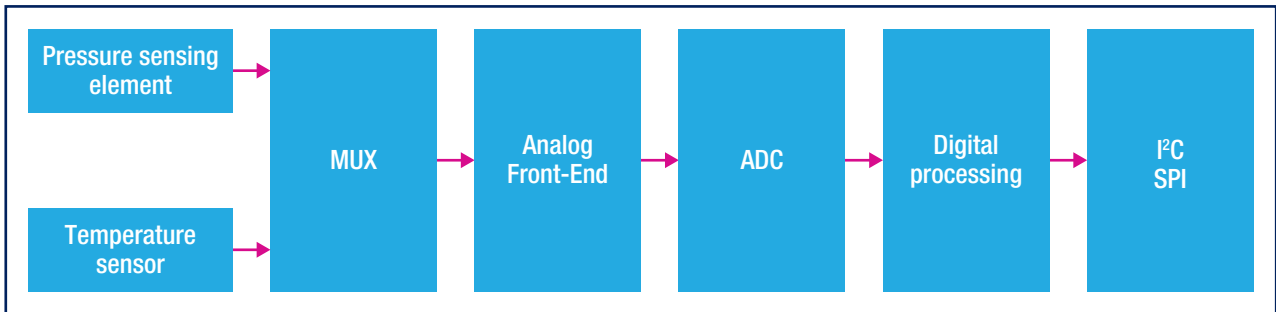 Pressure sensing
element
Temperature
sensor
MUX
Analog
Front-End
ADC
Digital
processing
I²C
SPI